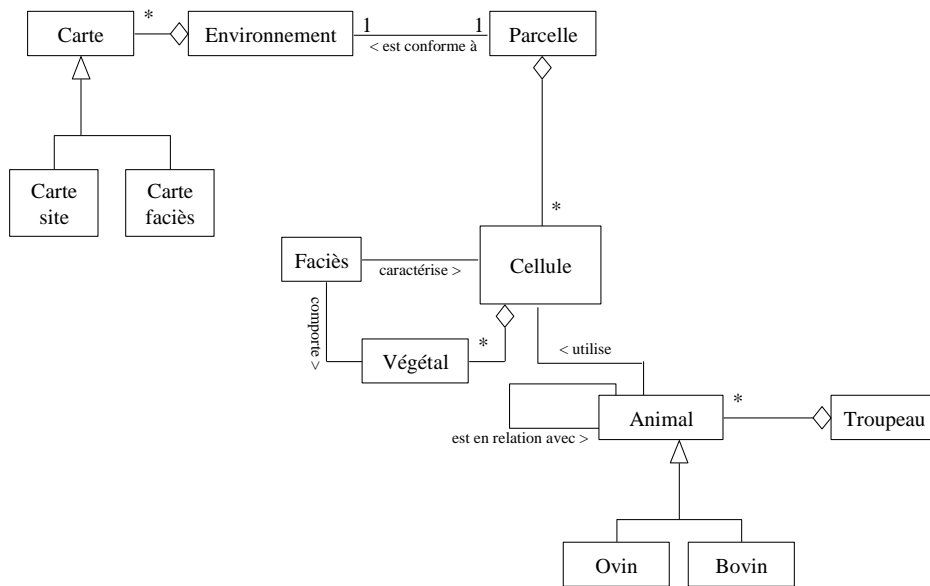 Carte
*
Environnement
1
1
< est conforme à
Parcelle
Carte
site
Carte
faciès
*
Faciès
caractérise >
Cellule
comporte >
Végétal
*
< utilise
est en relation avec >
Animal
*
Troupeau
Ovin
Bovin